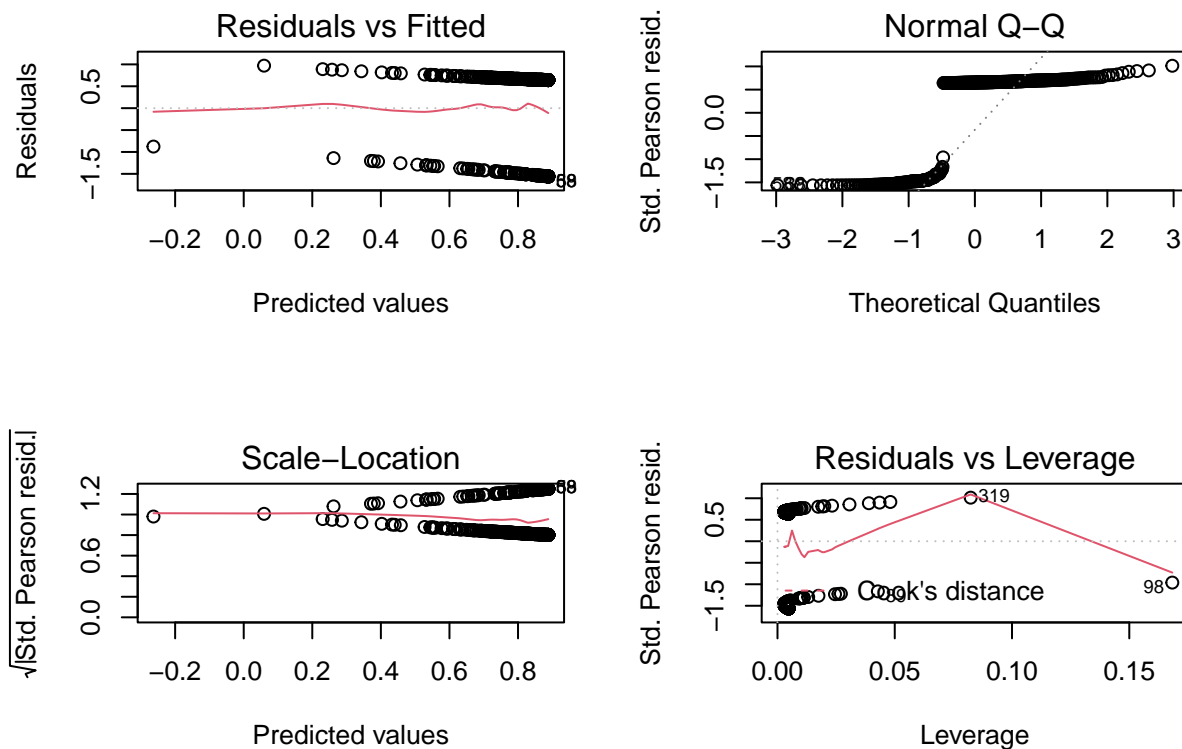 Residuals vs Fitted
Residuals
−1.5
0.5
−0.2
0.0
0.2
0.4
0.6
0.8
Predicted values
Normal Q−Q
Std. Pearson resid.
−1.5
0.0
−3
−2
−1
0
1
2
3
Theoretical Quantiles
Scale−Location
√|Std. Pearson resid.|
0.0
0.6
1.2
−0.2
0.0
0.2
0.4
0.6
0.8
Predicted values
Residuals vs Leverage
Std. Pearson resid.
−1.5
0.5
319
98
Cook's distance
0.00
0.05
0.10
0.15
Leverage